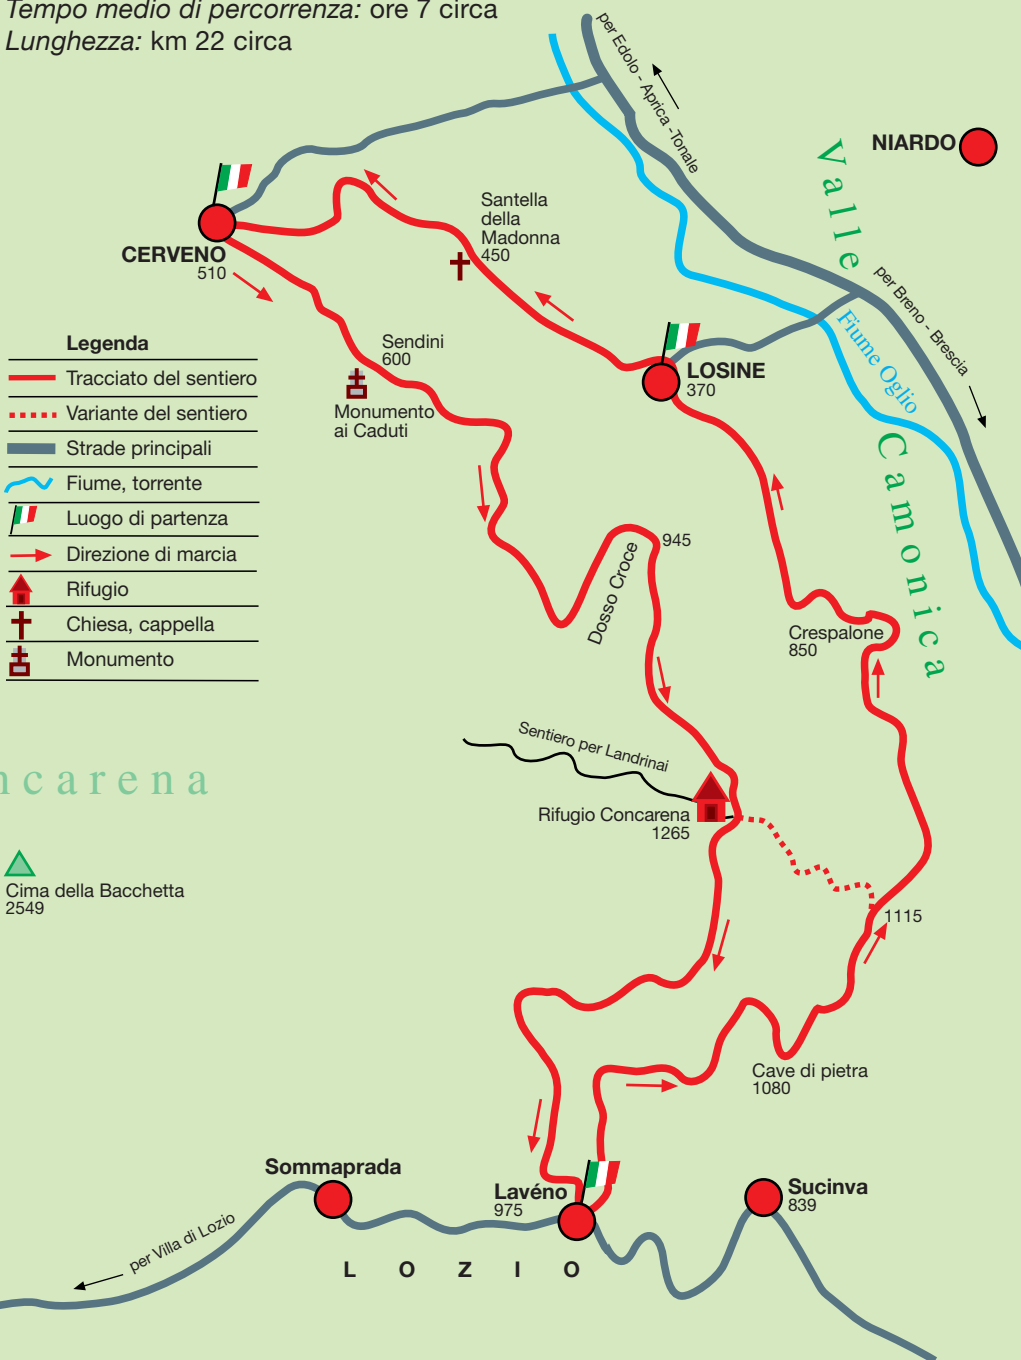 Tempo medio di percorrenza: ore 7 circa
Lunghezza: km 22 circa
per Edolo - Aprica -Tonale
NIARDO
Valle
Santella
della
Madonna
450
CERVENO
510
per Breno - Brescia
Fiume Oglio
Legenda
Tracciato del sentiero
Variante del sentiero
Strade principali
Fiume, torrente
Luogo di partenza
Direzione di marcia
Rifugio
Chiesa, cappella
Monumento
Sendini
600
Monumento
ai Caduti
LOSINE
370
Camonica
945
Dosso Croce
Crespalone
850
Sentiero per Landrinai
ncarena
Rifugio Concarena
1265
Cima della Bacchetta
2549
1115
Cave di pietra
1080
Sommaprada
Lavéno
975
Sucinva
839
per Villa di Lozio
LOZIO